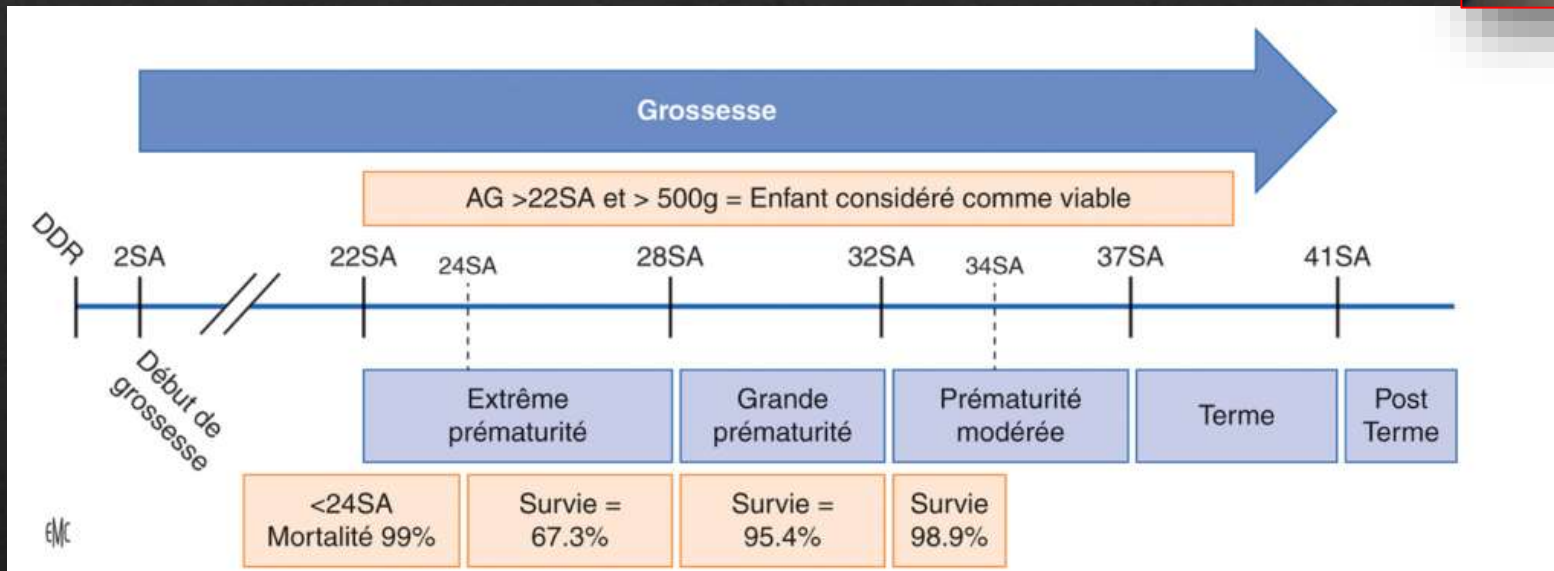 Grossesse
AG >22SA et > 500g = Enfant considéré comme viable
DDR
2SA
22SA
24SA
28SA
32SA
34SA
37SA
41SA
Début de
grossesse
Extrême
prématurité
Grande
prématurité
Prématurité
modérée
Terme
Post
Terme
<24SA
Mortalité 99%
Survie =
67.3%
Survie =
95.4%
Survie
98.9%
EMC